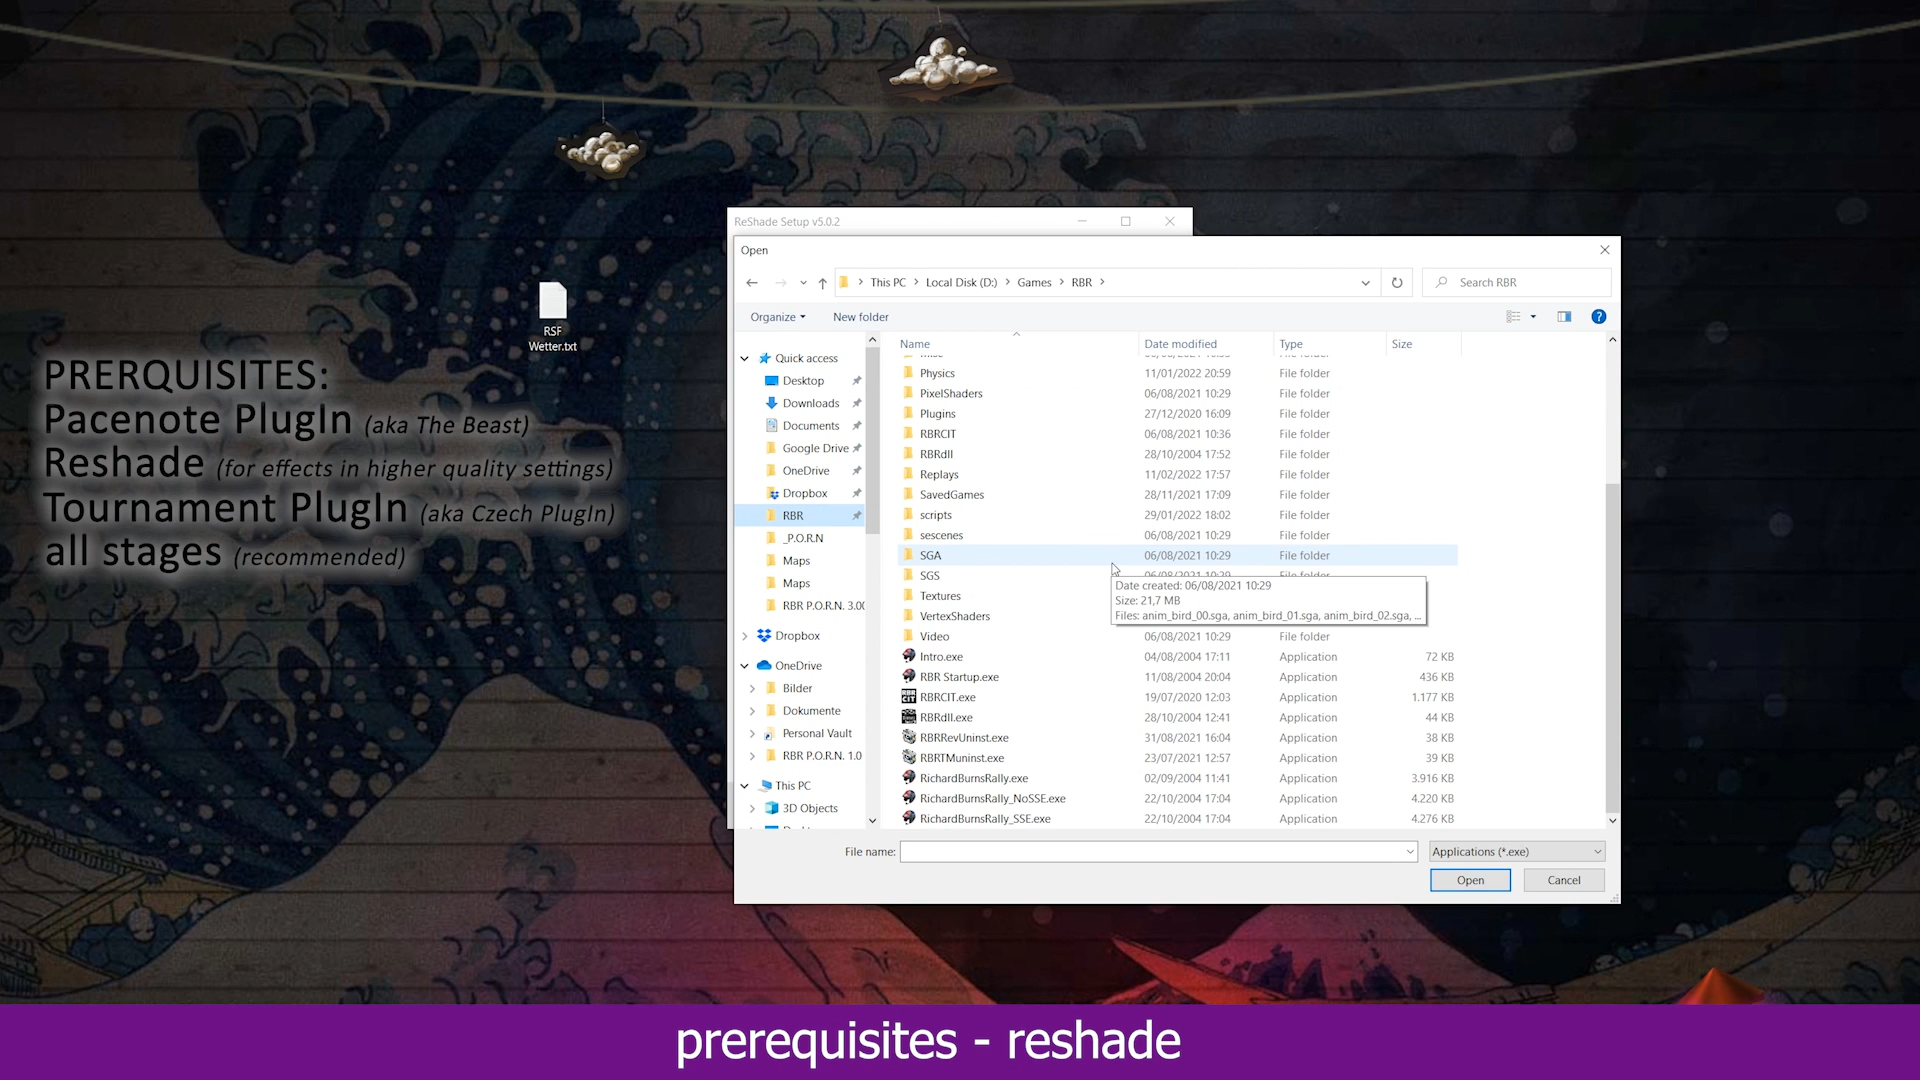 ReShade Setup v5.0.2
Open
This PC > Local Disk (D:) > Games > RBR >
Search RBR
Organize
New folder
RSF
Wetter.txt
PRERQUISITES:
Pacenote PlugIn (aka The Beast)
Reshade (for effects in higher quality settings)
Tournament PlugIn (aka Czech PlugIn)
all stages (recommended)
Quick access
Desktop
Downloads
Documents
Google Drive
OneDrive
Dropbox
RBR
_P.O.R.N
Maps
Maps
RBR P.O.R.N. 3.00
Dropbox
OneDrive
Bilder
Dokumente
Personal Vault
RBR P.O.R.N. 1.0
This PC
3D Objects
Name Date modified Type Size
Physics 11/01/2022 20:59 File folder
PixelShaders 06/08/2021 10:29 File folder
Plugins 27/12/2020 16:09 File folder
RBRCIT 06/08/2021 10:36 File folder
RBRdll 28/10/2004 17:52 File folder
Replays 11/02/2022 17:57 File folder
SavedGames 28/11/2021 17:09 File folder
scripts 29/01/2022 18:02 File folder
sescenes 06/08/2021 10:29 File folder
SGA 06/08/2021 10:29 File folder
SGS 06/08/2021 10:29 File folder
Textures
VertexShaders
Date created: 06/08/2021 10:29
Size: 21,7 MB
Files: anim_bird_00.sga, anim_bird_01.sga, anim_bird_02.sga, ...
Video 06/08/2021 10:29 File folder
Intro.exe 04/08/2004 17:11 Application 72 KB
RBR Startup.exe 11/08/2004 20:04 Application 436 KB
RBRCIT.exe 19/07/2020 12:03 Application 1.177 KB
RBRdll.exe 28/10/2004 12:41 Application 44 KB
RBRRevUninst.exe 31/08/2021 16:04 Application 38 KB
RBRTMuninst.exe 23/07/2021 12:57 Application 39 KB
RichardBurnsRally.exe 02/09/2004 11:41 Application 3.916 KB
RichardBurnsRally_NoSSE.exe 22/10/2004 17:04 Application 4.220 KB
RichardBurnsRally_SSE.exe 22/10/2004 17:04 Application 4.276 KB
File name:
Applications (*.exe)
Open
Cancel
prerequisites - reshade